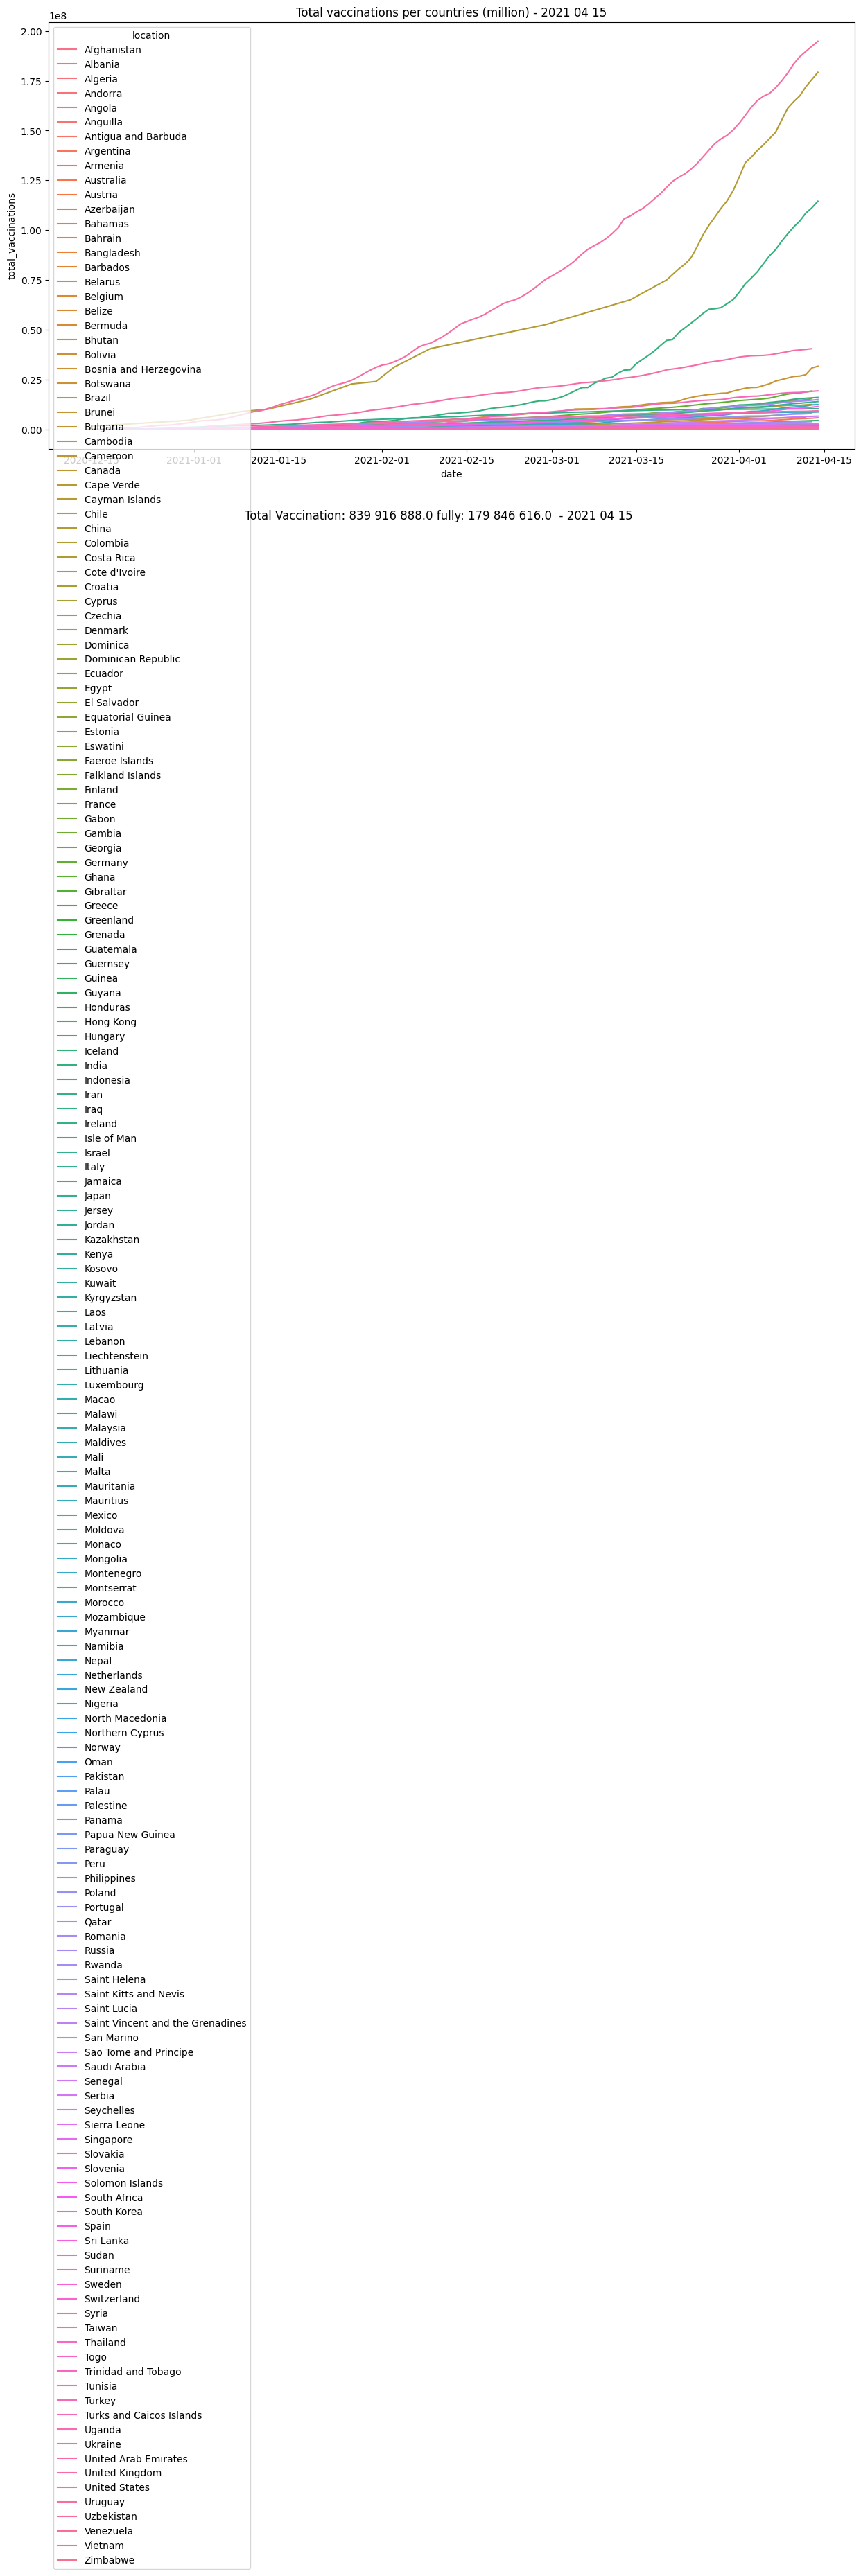 Total vaccinations per countries (million) - 2021 04 15
1e8
2.00
1.75
1.50
1.25
1.00
0.75
0.50
0.25
0.00
total_vaccinations
2020-12-15
2021-01-01
2021-01-15
2021-02-01
2021-02-15
2021-03-01
2021-03-15
2021-04-01
2021-04-15
date
Total Vaccination: 839 916 888.0 fully: 179 846 616.0  - 2021 04 15
location
Afghanistan
Albania
Algeria
Andorra
Angola
Anguilla
Antigua and Barbuda
Argentina
Armenia
Australia
Austria
Azerbaijan
Bahamas
Bahrain
Bangladesh
Barbados
Belarus
Belgium
Belize
Bermuda
Bhutan
Bolivia
Bosnia and Herzegovina
Botswana
Brazil
Brunei
Bulgaria
Cambodia
Cameroon
Canada
Cape Verde
Cayman Islands
Chile
China
Colombia
Costa Rica
Cote d'Ivoire
Croatia
Cyprus
Czechia
Denmark
Dominica
Dominican Republic
Ecuador
Egypt
El Salvador
Equatorial Guinea
Estonia
Eswatini
Faeroe Islands
Falkland Islands
Finland
France
Gabon
Gambia
Georgia
Germany
Ghana
Gibraltar
Greece
Greenland
Grenada
Guatemala
Guernsey
Guinea
Guyana
Honduras
Hong Kong
Hungary
Iceland
India
Indonesia
Iran
Iraq
Ireland
Isle of Man
Israel
Italy
Jamaica
Japan
Jersey
Jordan
Kazakhstan
Kenya
Kosovo
Kuwait
Kyrgyzstan
Laos
Latvia
Lebanon
Liechtenstein
Lithuania
Luxembourg
Macao
Malawi
Malaysia
Maldives
Mali
Malta
Mauritania
Mauritius
Mexico
Moldova
Monaco
Mongolia
Montenegro
Montserrat
Morocco
Mozambique
Myanmar
Namibia
Nepal
Netherlands
New Zealand
Nigeria
North Macedonia
Northern Cyprus
Norway
Oman
Pakistan
Palau
Palestine
Panama
Papua New Guinea
Paraguay
Peru
Philippines
Poland
Portugal
Qatar
Romania
Russia
Rwanda
Saint Helena
Saint Kitts and Nevis
Saint Lucia
Saint Vincent and the Grenadines
San Marino
Sao Tome and Principe
Saudi Arabia
Senegal
Serbia
Seychelles
Sierra Leone
Singapore
Slovakia
Slovenia
Solomon Islands
South Africa
South Korea
Spain
Sri Lanka
Sudan
Suriname
Sweden
Switzerland
Syria
Taiwan
Thailand
Togo
Trinidad and Tobago
Tunisia
Turkey
Turks and Caicos Islands
Uganda
Ukraine
United Arab Emirates
United Kingdom
United States
Uruguay
Uzbekistan
Venezuela
Vietnam
Zimbabwe